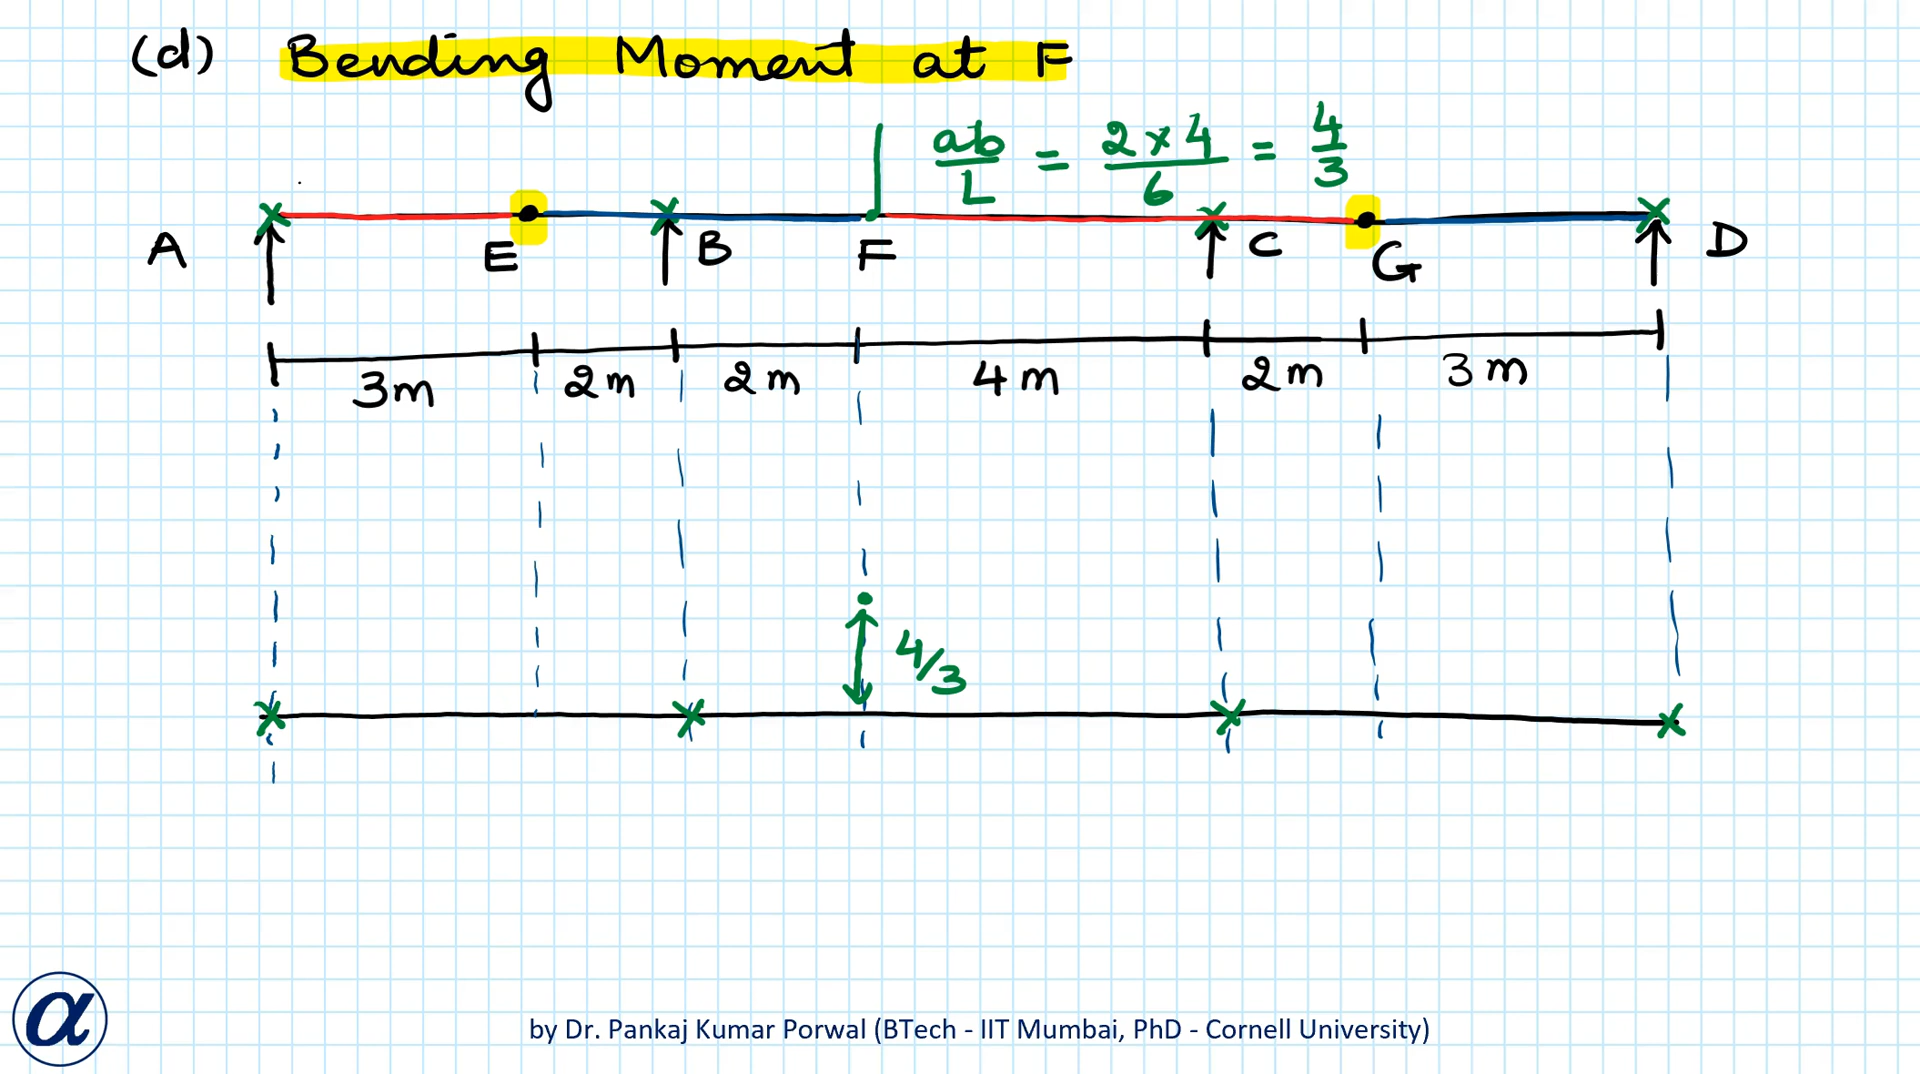 (d) Bending Moment at F
ab/L = 2×4/6 = 4/3
A E B F C G D
3m 2m 2m 4m 2m 3m
4/3
α
by Dr. Pankaj Kumar Porwal (BTech - IIT Mumbai, PhD - Cornell University)